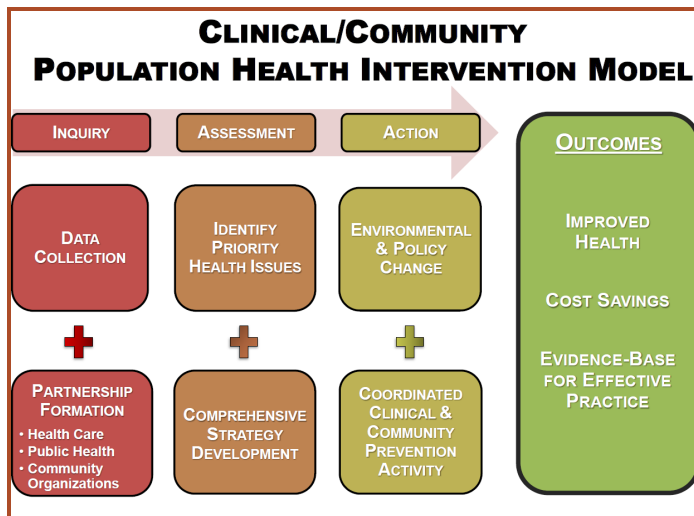 CLINICAL/COMMUNITY
POPULATION HEALTH INTERVENTION MODEL
INQUIRY
ASSESSMENT
ACTION
DATA
COLLECTION
IDENTIFY
PRIORITY
HEALTH ISSUES
ENVIRONMENTAL
& POLICY
CHANGE
PARTNERSHIP
FORMATION
• Health Care
• Public Health
• Community
Organizations
COMPREHENSIVE
STRATEGY
DEVELOPMENT
COORDINATED
CLINICAL &
COMMUNITY
PREVENTION
ACTIVITY
OUTCOMES
IMPROVED
HEALTH
COST SAVINGS
EVIDENCE-BASE
FOR EFFECTIVE
PRACTICE